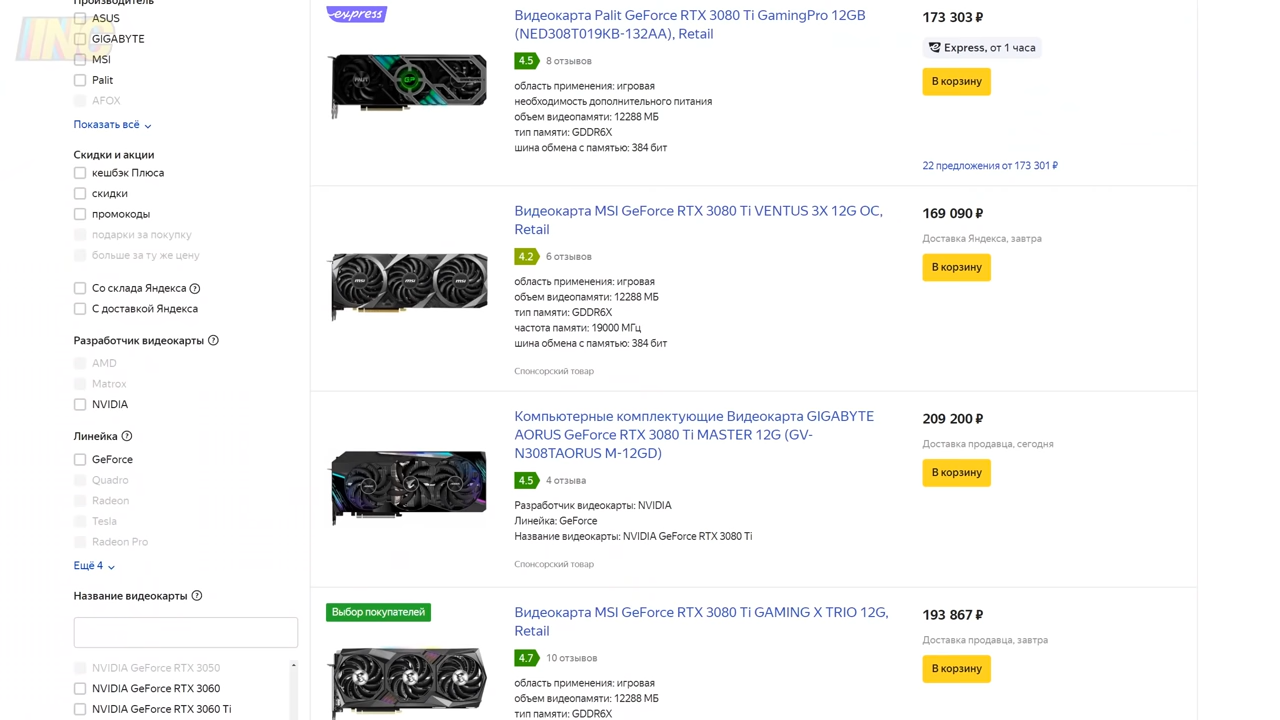 Производитель
ASUS
GIGABYTE
MSI
Palit
AFOX
Показать всё
Скидки и акции
кешбэк Плюса
скидки
промокоды
подарки за покупку
больше за ту же цену
Со склада Яндекса
С доставкой Яндекса
Разработчик видеокарты
AMD
Matrox
NVIDIA
Линейка
GeForce
Quadro
Radeon
Tesla
Radeon Pro
Ещё 4
Название видеокарты
NVIDIA GeForce RTX 3050
NVIDIA GeForce RTX 3060
NVIDIA GeForce RTX 3060 Ti
express
Видеокарта Palit GeForce RTX 3080 Ti GamingPro 12GB
(NED308T019KB-132AA), Retail
4.5 8 отзывов
область применения: игровая
необходимость дополнительного питания
объем видеопамяти: 12288 МБ
тип памяти: GDDR6X
шина обмена с памятью: 384 бит
173 303 ₽
Express, от 1 часа
В корзину
22 предложения от 173 301 ₽
Видеокарта MSI GeForce RTX 3080 Ti VENTUS 3X 12G OC,
Retail
4.2 6 отзывов
область применения: игровая
объем видеопамяти: 12288 МБ
тип памяти: GDDR6X
частота памяти: 19000 МГц
шина обмена с памятью: 384 бит
Спонсорский товар
169 090 ₽
Доставка Яндекса, завтра
В корзину
Компьютерные комплектующие Видеокарта GIGABYTE
AORUS GeForce RTX 3080 Ti MASTER 12G (GV-
N308TAORUS M-12GD)
4.5 4 отзыва
Разработчик видеокарты: NVIDIA
Линейка: GeForce
Название видеокарты: NVIDIA GeForce RTX 3080 Ti
Спонсорский товар
209 200 ₽
Доставка продавца, сегодня
В корзину
Выбор покупателей
Видеокарта MSI GeForce RTX 3080 Ti GAMING X TRIO 12G,
Retail
4.7 10 отзывов
область применения: игровая
объем видеопамяти: 12288 МБ
тип памяти: GDDR6X
193 867 ₽
Доставка продавца, завтра
В корзину